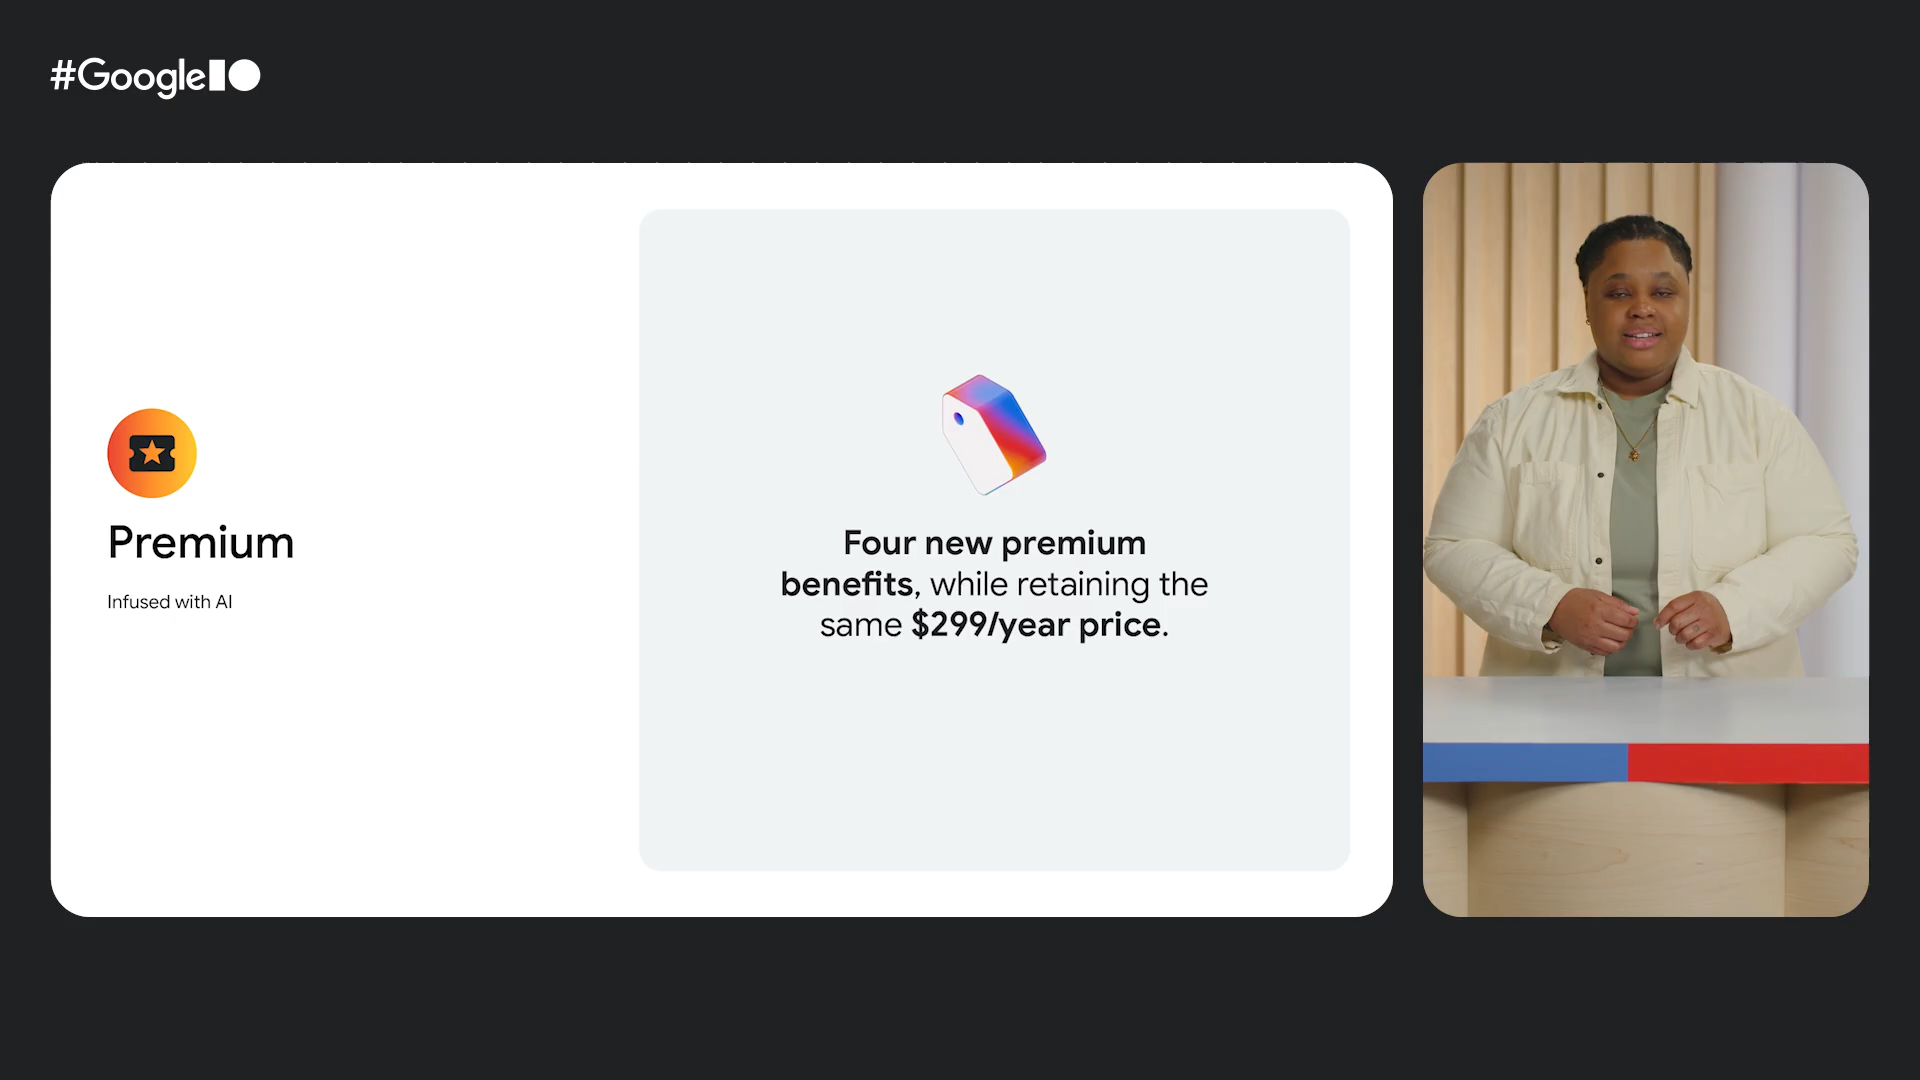 #GoogleIO
Premium
Infused with AI
Four new premium
benefits, while retaining the
same $299/year price.